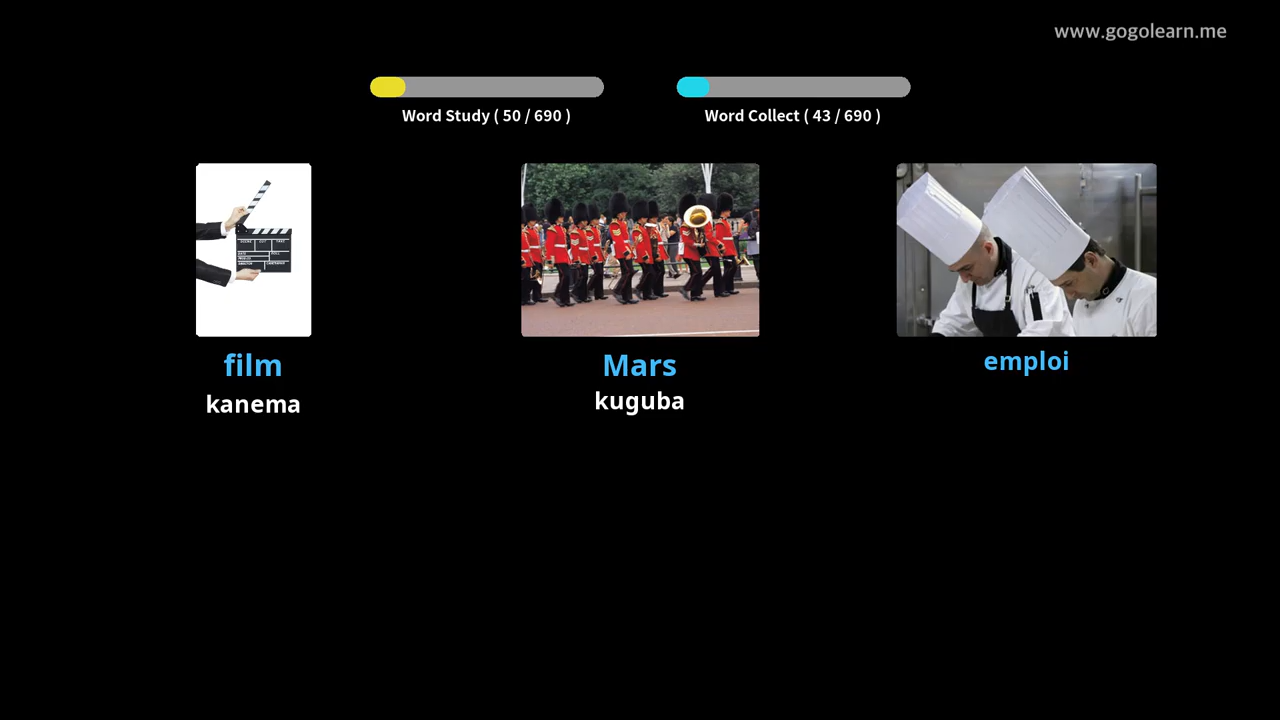 www.gogolearn.me
Word Study ( 50 / 690 )
Word Collect ( 43 / 690 )
film
kanema
Mars
kuguba
emploi